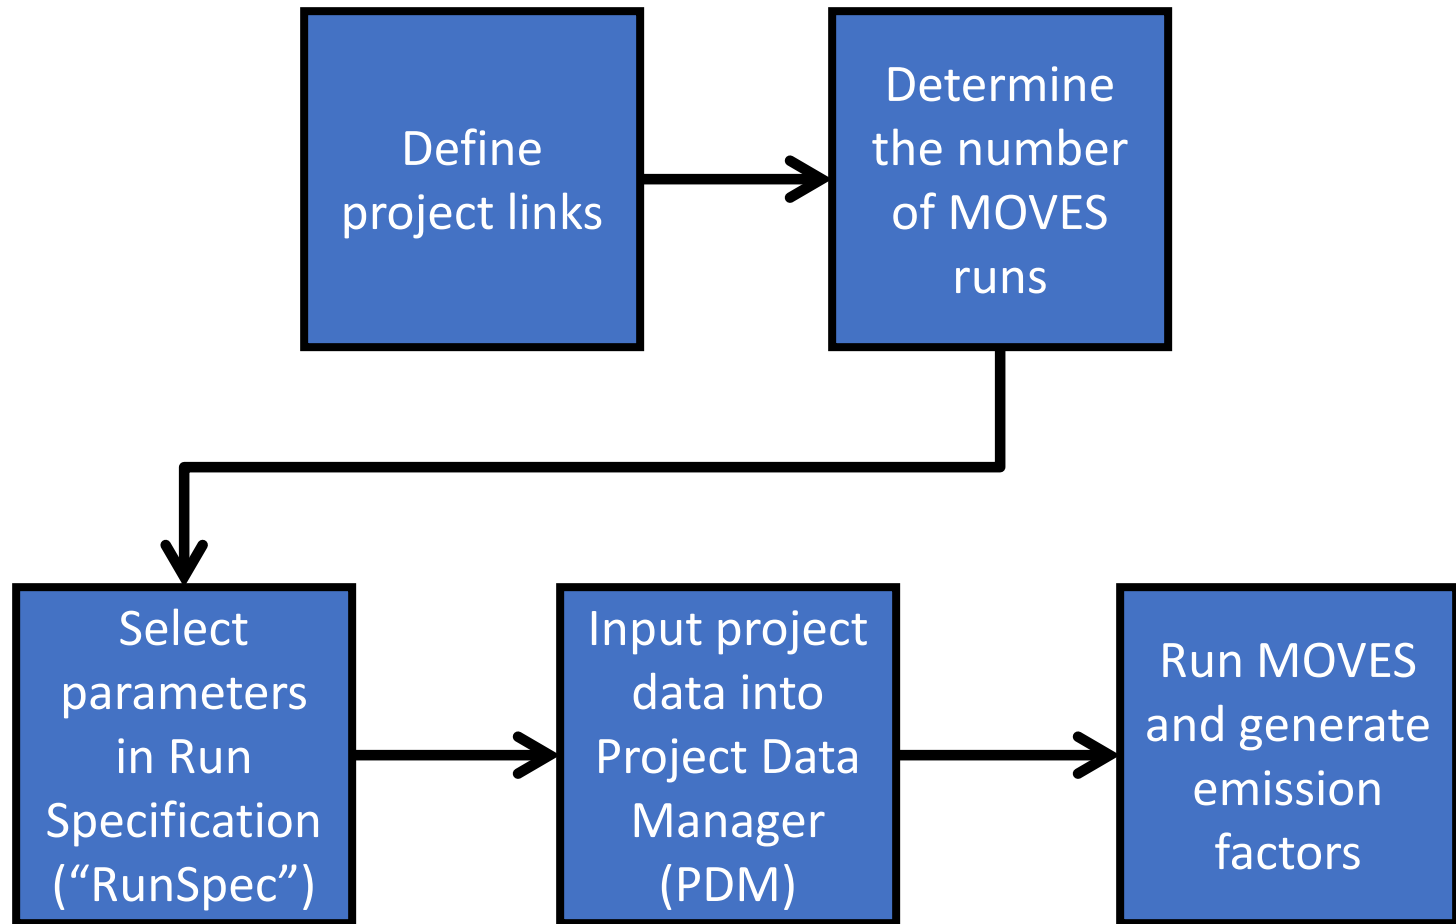 Define
project links
Determine
the number
of MOVES
runs
Select
parameters
in Run
Specification
(“RunSpec”)
Input project
data into
Project Data
Manager
(PDM)
Run MOVES
and generate
emission
factors